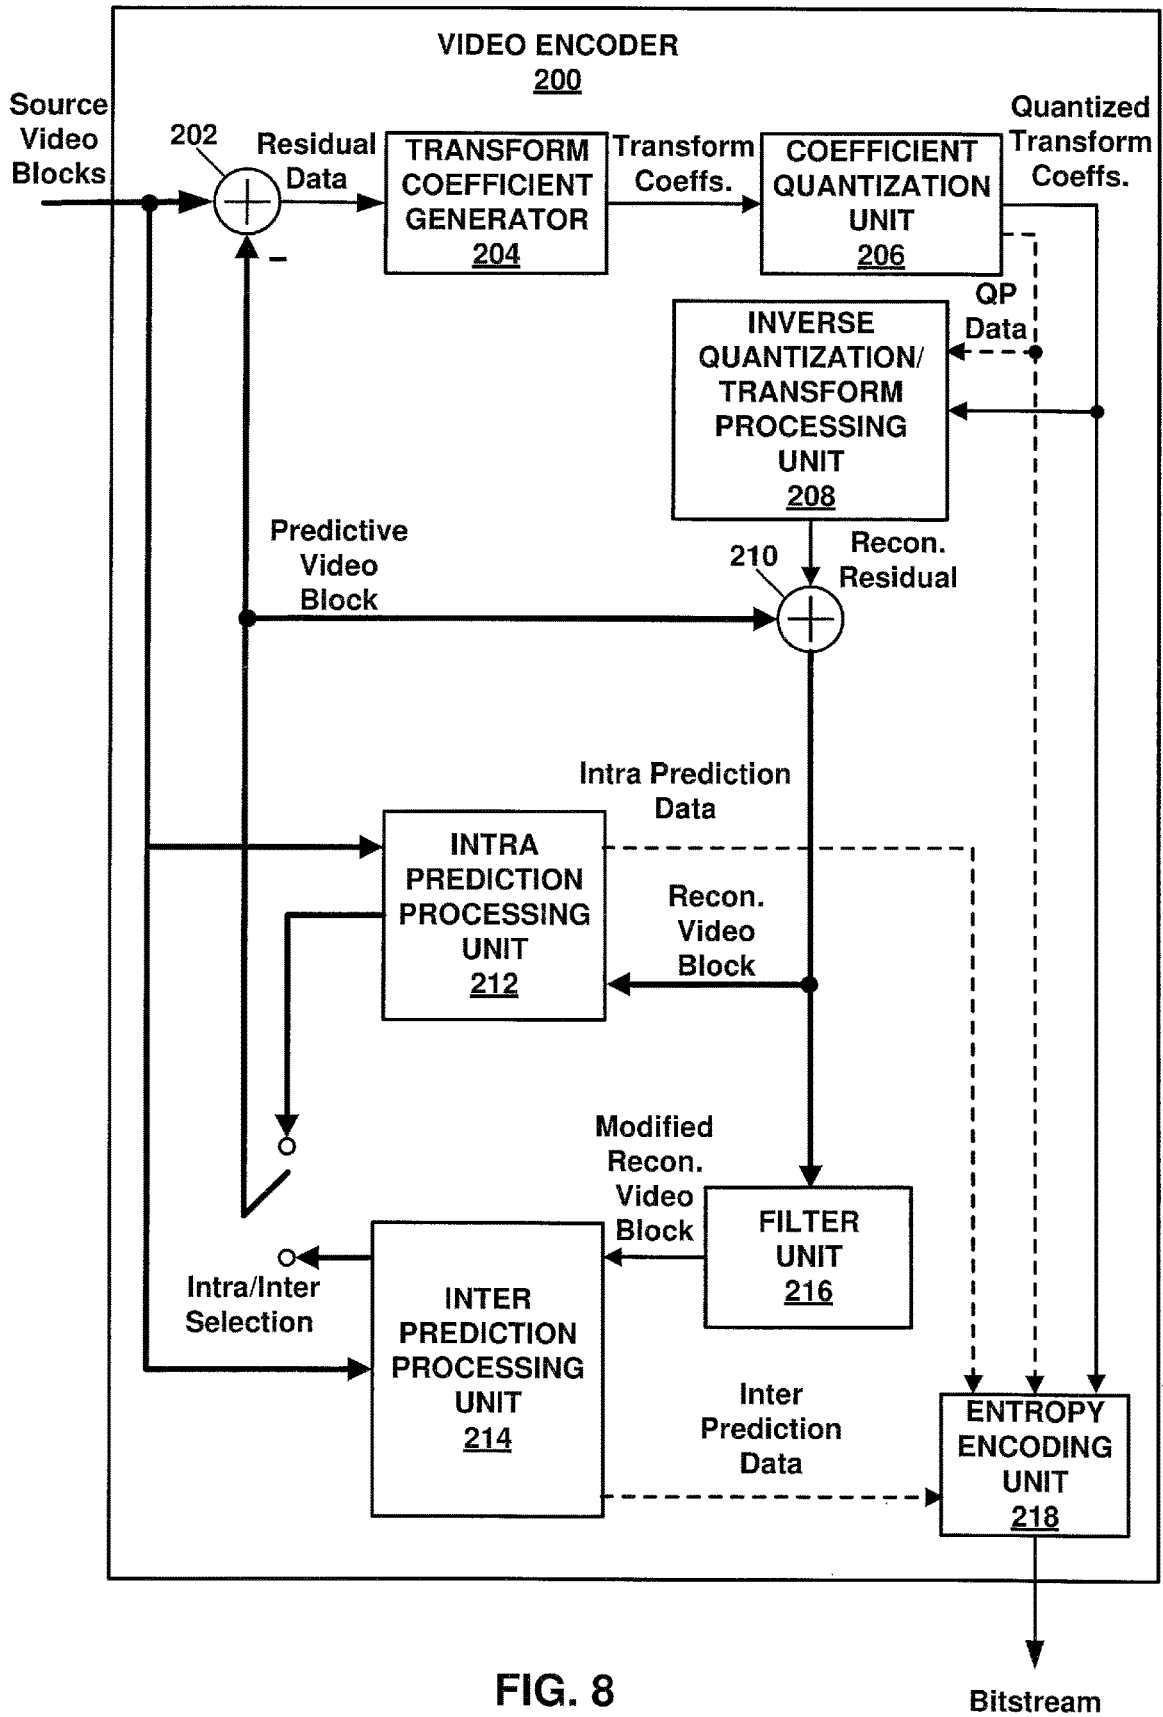 VIDEO ENCODER
200
Source
Video
Blocks
202
Residual
Data
TRANSFORM
COEFFICIENT
GENERATOR
204
Transform
Coeffs.
COEFFICIENT
QUANTIZATION
UNIT
206
Quantized
Transform
Coeffs.
–
QP
Data
INVERSE
QUANTIZATION/
TRANSFORM
PROCESSING
UNIT
208
Predictive
Video
Block
210
Recon.
Residual
Intra Prediction
Data
INTRA
PREDICTION
PROCESSING
UNIT
212
Recon.
Video
Block
Modified
Recon.
Video
Block
FILTER
UNIT
216
Intra/Inter
Selection
INTER
PREDICTION
PROCESSING
UNIT
214
Inter
Prediction
Data
ENTROPY
ENCODING
UNIT
218
FIG. 8
Bitstream